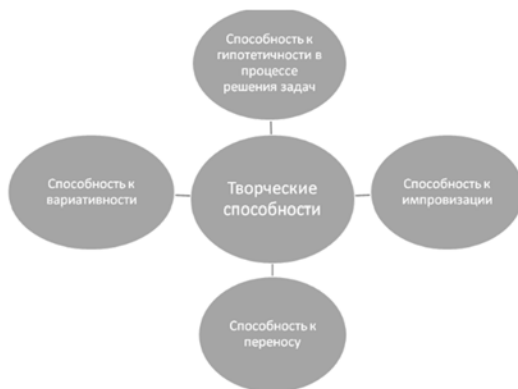 Способность к
гипотетичности в
процессе
решения задач
Способность к
вариативности
Творческие
способности
Способность к
импровизации
Способность к
переносу